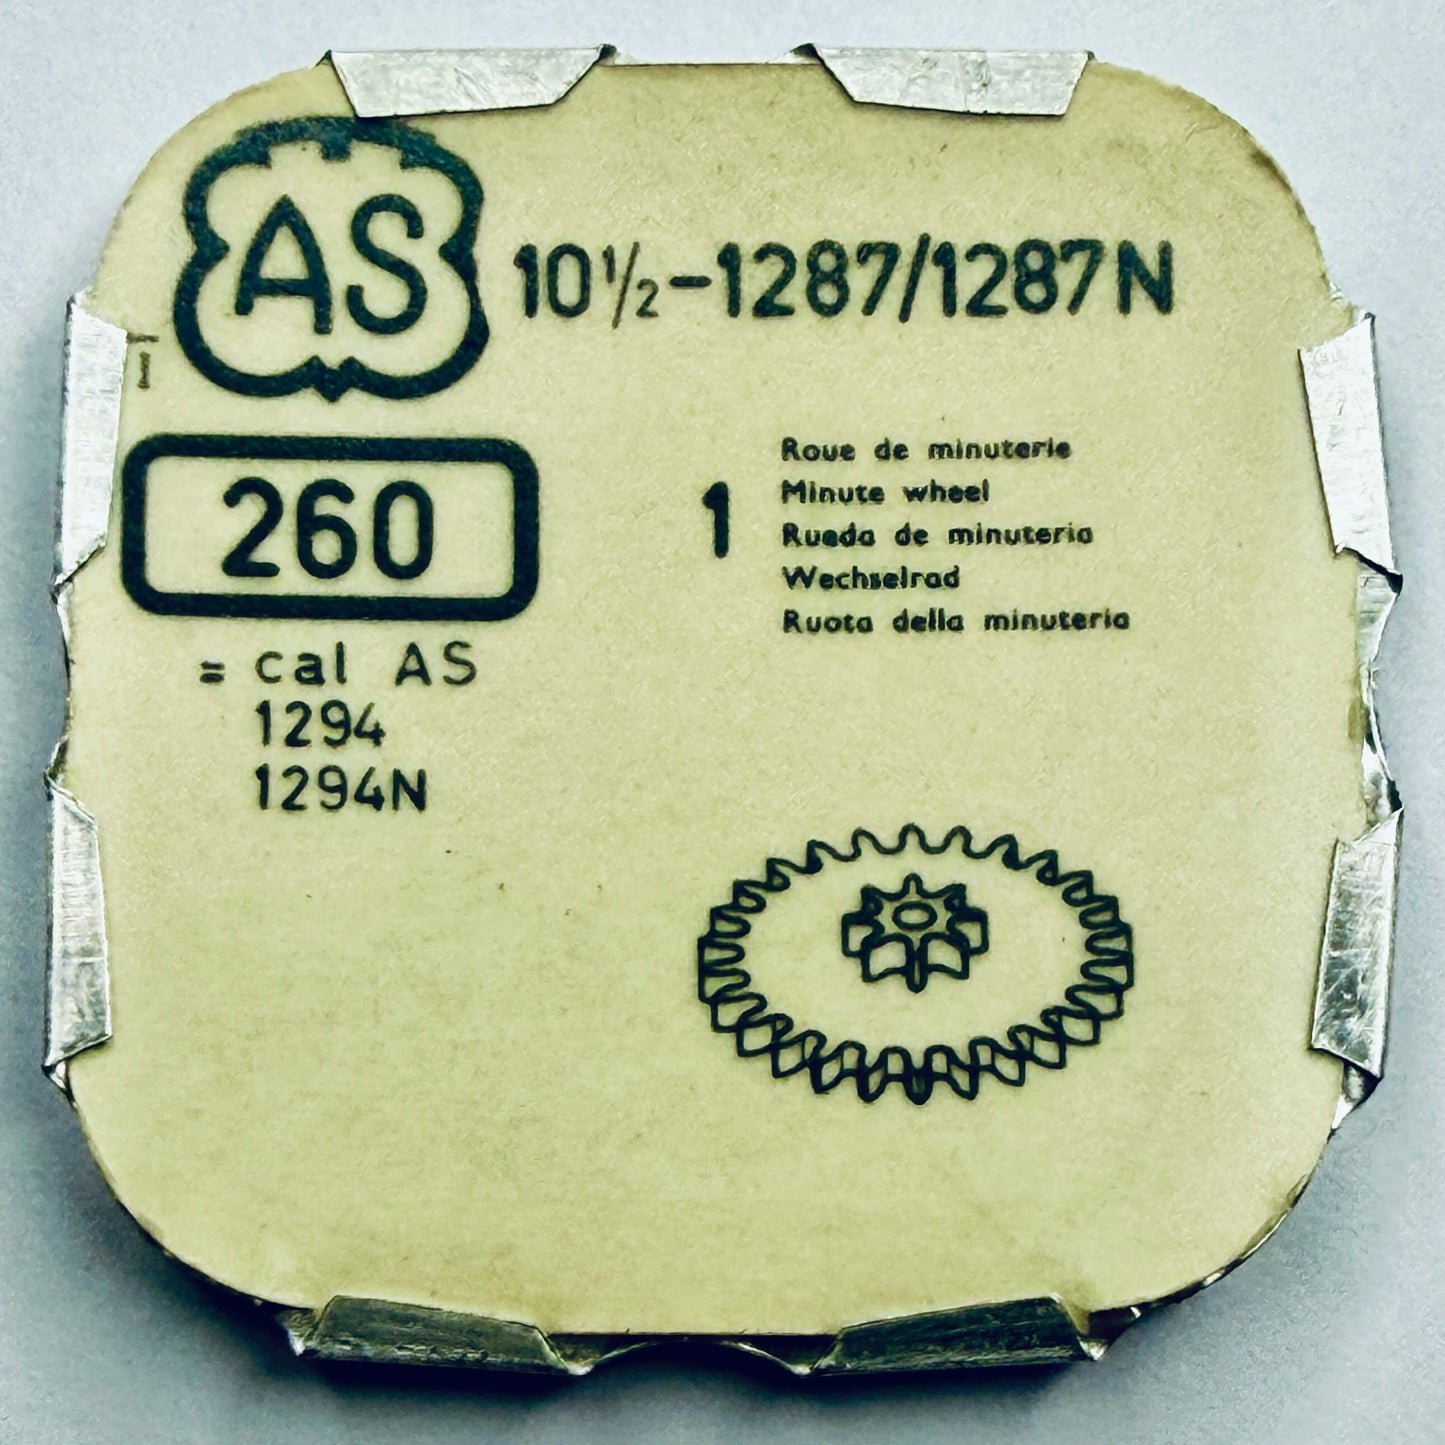 AS
10½-1287/1287N
260
= cal AS
1294
1294N
1
Roue de minuterie
Minute wheel
Rueda de minuteria
Wechselrad
Ruota della minuteria